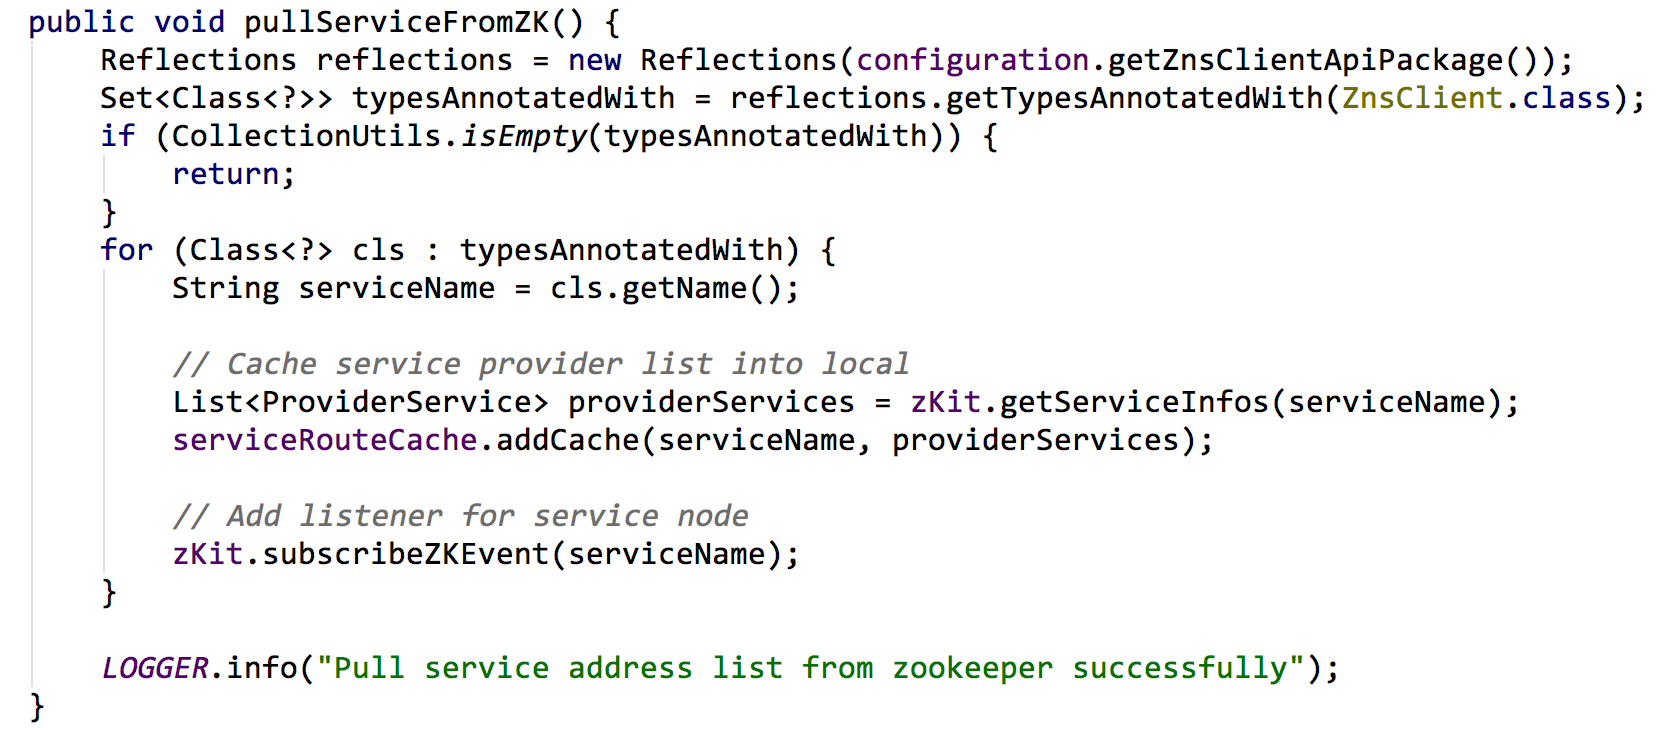 public void pullServiceFromZK() {
    Reflections reflections = new Reflections(configuration.getZnsClientApiPackage());
    Set<Class<?>> typesAnnotatedWith = reflections.getTypesAnnotatedWith(ZnsClient.class);
    if (CollectionUtils.isEmpty(typesAnnotatedWith)) {
        return;
    }
    for (Class<?> cls : typesAnnotatedWith) {
        String serviceName = cls.getName();

        // Cache service provider list into local
        List<ProviderService> providerServices = zKit.getServiceInfos(serviceName);
        serviceRouteCache.addCache(serviceName, providerServices);

        // Add listener for service node
        zKit.subscribeZKEvent(serviceName);
    }

    LOGGER.info("Pull service address list from zookeeper successfully");
}